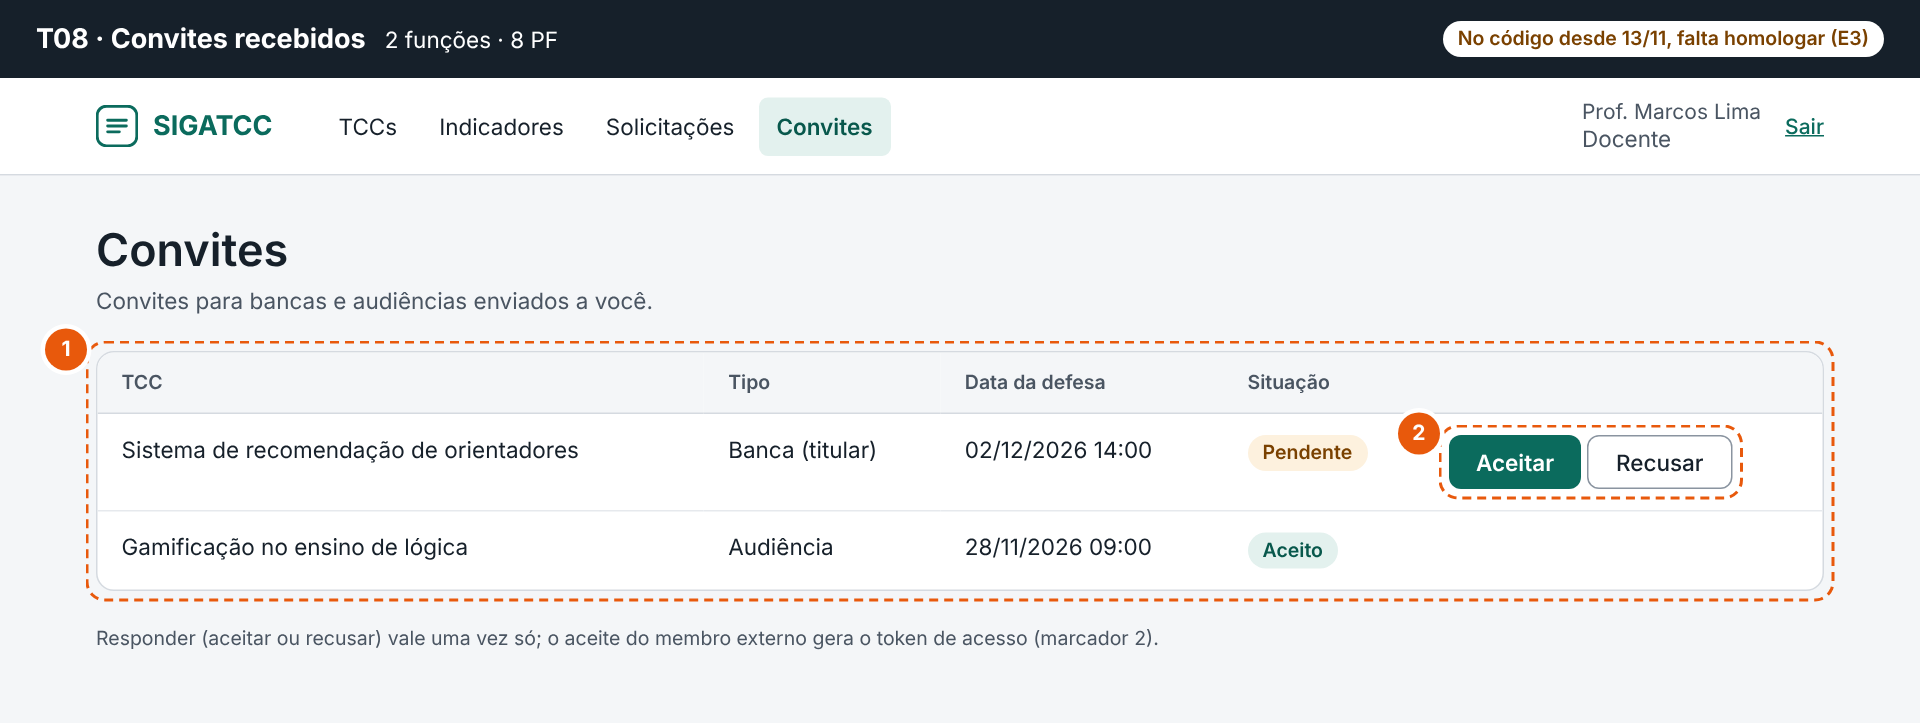 T08 · Convites recebidos 2 funções · 8 PF No código desde 13/11, falta homologar (E3)
SIGATCC TCCs Indicadores Solicitações Convites Prof. Marcos Lima
Docente Sair
Convites
Convites para bancas e audiências enviados a você.
1
TCC Tipo Data da defesa Situação
Sistema de recomendação de orientadores Banca (titular) 02/12/2026 14:00 Pendente 2 Aceitar Recusar
Gamificação no ensino de lógica Audiência 28/11/2026 09:00 Aceito
Responder (aceitar ou recusar) vale uma vez só; o aceite do membro externo gera o token de acesso (marcador 2).